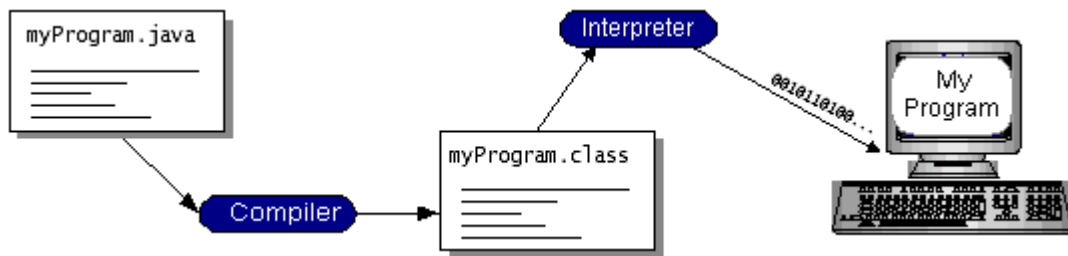 myProgram.java
Compiler
myProgram.class
Interpreter
0010110100...
My
Program